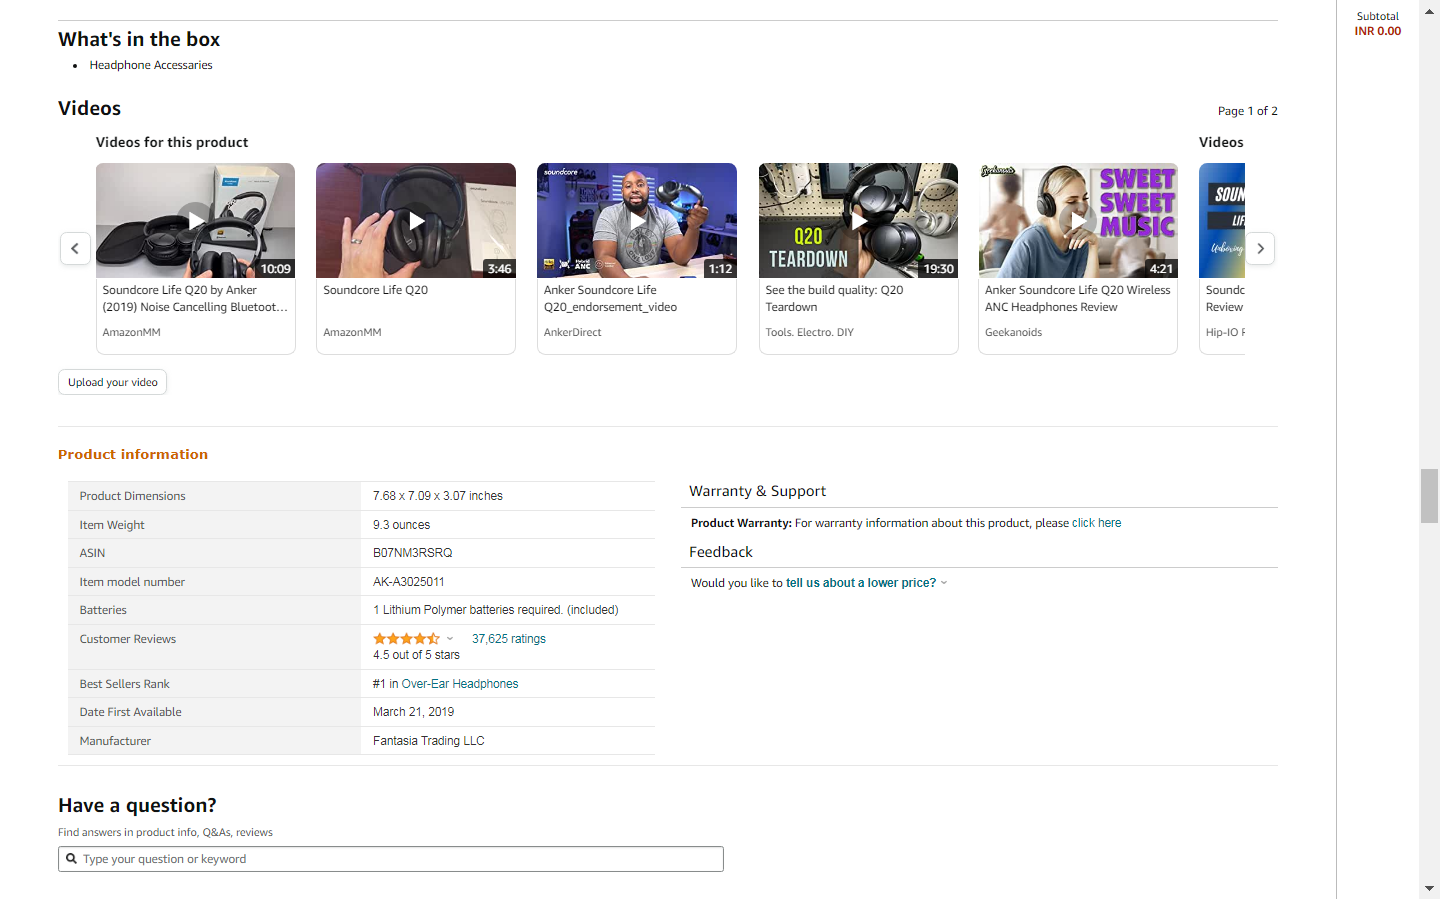 Subtotal
INR 0.00
What's in the box
Headphone Accessaries
Videos
Page 1 of 2
Videos for this product
Videos
10:09
3:46
soundcore
1:12
Q20
TEARDOWN
19:30
Geekanoids
SWEET
SWEET
MUSIC
4:21
SOUN
LIF
Unboxing
Soundcore Life Q20 by Anker
(2019) Noise Cancelling Bluetoot…
AmazonMM
Soundcore Life Q20
AmazonMM
Anker Soundcore Life
Q20_endorsement_video
AnkerDirect
See the build quality: Q20
Teardown
Tools. Electro. DIY
Anker Soundcore Life Q20 Wireless
ANC Headphones Review
Geekanoids
Soundc
Review
Hip-IO R
Upload your video
Product information
Product Dimensions 7.68 x 7.09 x 3.07 inches
Item Weight 9.3 ounces
ASIN B07NM3RSRQ
Item model number AK-A3025011
Batteries 1 Lithium Polymer batteries required. (included)
Customer Reviews 37,625 ratings
4.5 out of 5 stars
Best Sellers Rank #1 in Over-Ear Headphones
Date First Available March 21, 2019
Manufacturer Fantasia Trading LLC
Warranty & Support
Product Warranty: For warranty information about this product, please click here
Feedback
Would you like to tell us about a lower price?
Have a question?
Find answers in product info, Q&As, reviews
Type your question or keyword